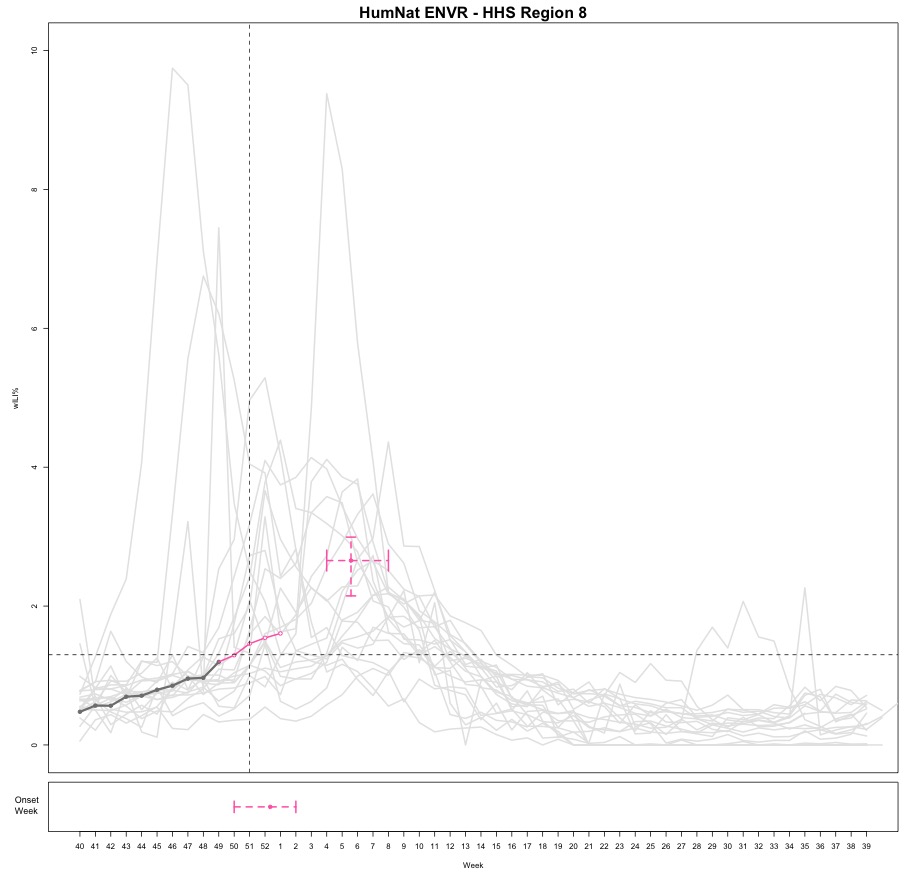 HumNat ENVR - HHS Region 8
10
8
6
4
2
0
wILI%
Onset
Week
40 41 42 43 44 45 46 47 48 49 50 51 52 1 2 3 4 5 6 7 8 9 10 11 12 13 14 15 16 17 18 19 20 21 22 23 24 25 26 27 28 29 30 31 32 33 34 35 36 37 38 39
Week